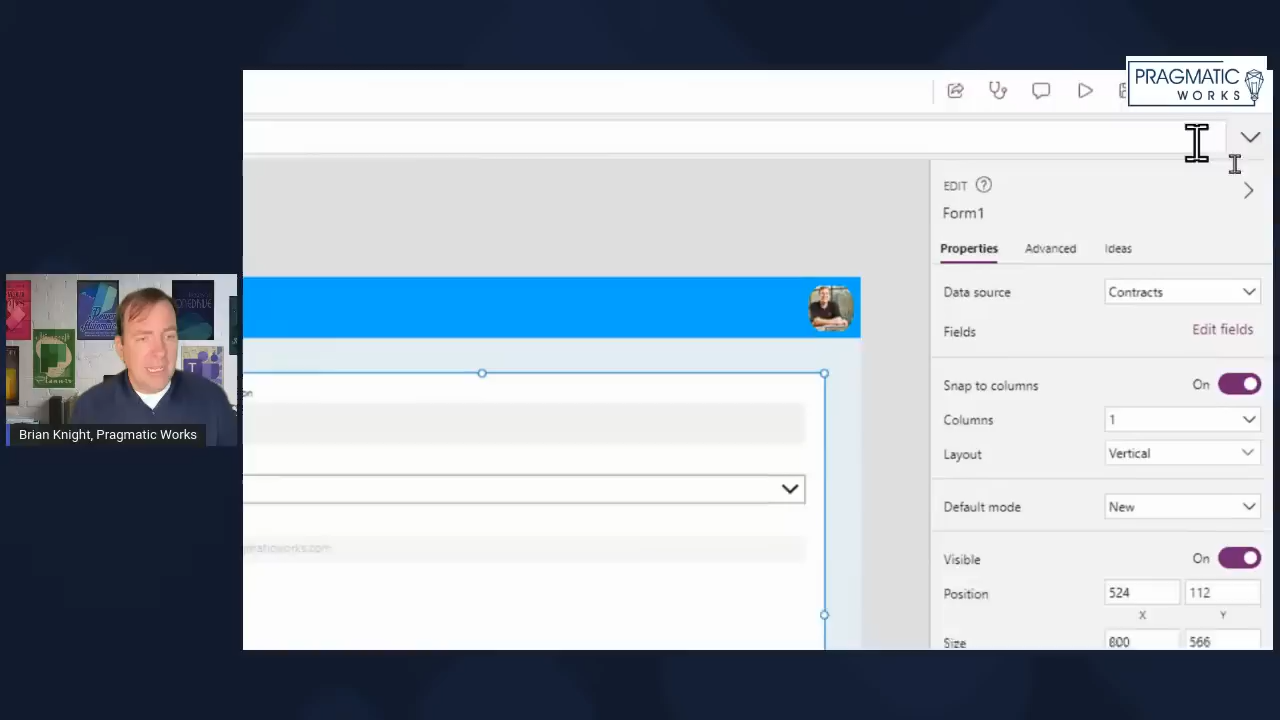 PRAGMATIC
WORKS
EDIT
Form1
Properties Advanced Ideas
Data source Contracts
Fields Edit fields
Snap to columns On
Columns 1
Layout Vertical
Default mode New
Visible On
Position 524 112
X Y
Size 800 566
on
Brian Knight, Pragmatic Works